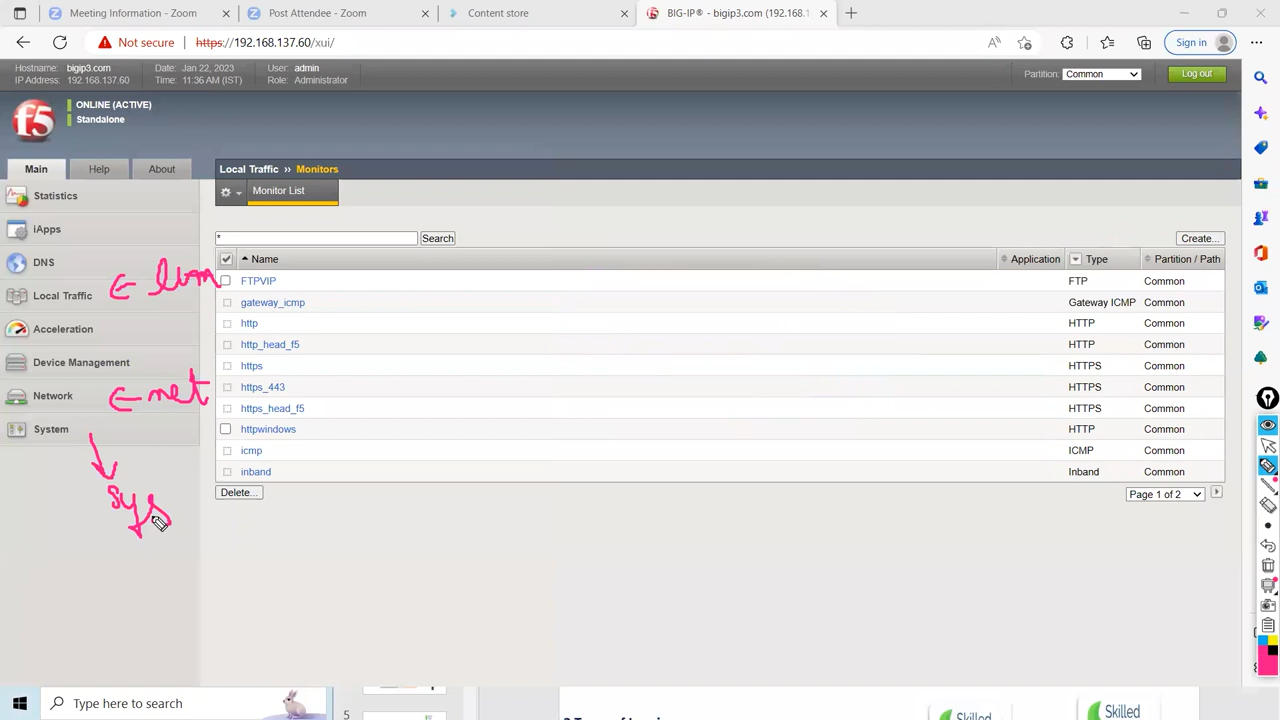 Meeting Information - Zoom
Post Attendee - Zoom
Content store
BIG-IP® - bigip3.com (192.168.1
Not secure
https://192.168.137.60/xui/
Sign in
Hostname: bigip3.com
IP Address: 192.168.137.60
Date: Jan 22, 2023
Time: 11:36 AM (IST)
User: admin
Role: Administrator
Partition: Common
Log out
f5
ONLINE (ACTIVE)
Standalone
Main
Help
About
Local Traffic ›› Monitors
Monitor List
Statistics
iApps
DNS
Local Traffic
Acceleration
Device Management
Network
System
net
sys
*
Search
Create...
Name
Application
Type
Partition / Path
FTPVIP FTP Common
gateway_icmp Gateway ICMP Common
http HTTP Common
http_head_f5 HTTP Common
https HTTPS Common
https_443 HTTPS Common
https_head_f5 HTTPS Common
httpwindows HTTP Common
icmp ICMP Common
inband Inband Common
Delete...
Page 1 of 2
Type here to search
5
Skilled
Skilled